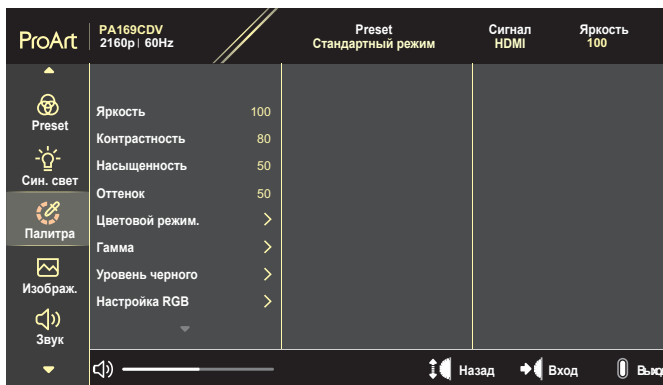 ProArt
PA169CDV
2160p | 60Hz
Preset
Стандартный режим
Сигнал
HDMI
Яркость
100
Preset
Син. свет
Палитра
Изображ.
Звук
Яркость 100
Контрастность 80
Насыщенность 50
Оттенок 50
Цветовой режим.
Гамма
Уровень черного
Настройка RGB
Назад
Вход
Выход